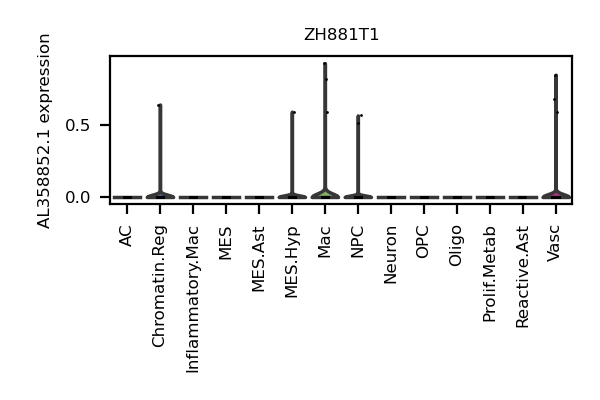 ZH881T1
AL358852.1 expression
0.5
0.0
AC
Chromatin.Reg
Inflammatory.Mac
MES
MES.Ast
MES.Hyp
Mac
NPC
Neuron
OPC
Oligo
Prolif.Metab
Reactive.Ast
Vasc